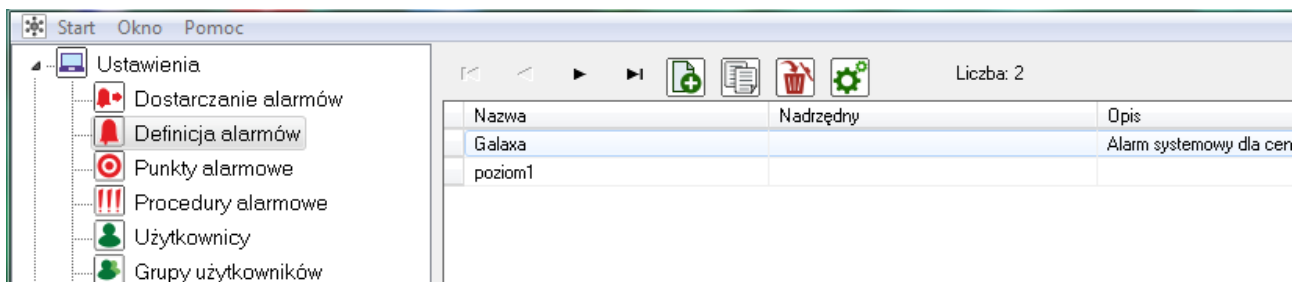 Start Okno Pomoc
Ustawienia
Dostarczanie alarmów
Definicja alarmów
Punkty alarmowe
Procedury alarmowe
Użytkownicy
Grupy użytkowników
Liczba: 2
Nazwa Nadrzędny Opis
Galaxa Alarm systemowy dla cen
poziom1